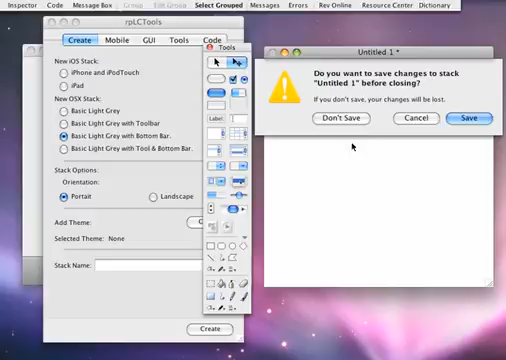 Inspector Code Message Box Group Select Grouped Messages Errors Rev Online Resource Center Dictionary
rpLCTools
Create Mobile GUI Tools Code
New iOS Stack:
iPhone and iPodTouch
iPad
New OSX Stack:
Basic Light Grey
Basic Light Grey with Toolbar
Basic Light Grey with Bottom Bar.
Basic Light Grey with Tool & Bottom Bar.
Stack Options:
Orientation:
Portait
Landscape
Add Theme:
Selected Theme: None
Stack Name:
Create
Tools
Label:
Untitled 1 *
Do you want to save changes to stack
"Untitled 1" before closing?
If you don't save, your changes will be lost.
Don't Save Cancel Save